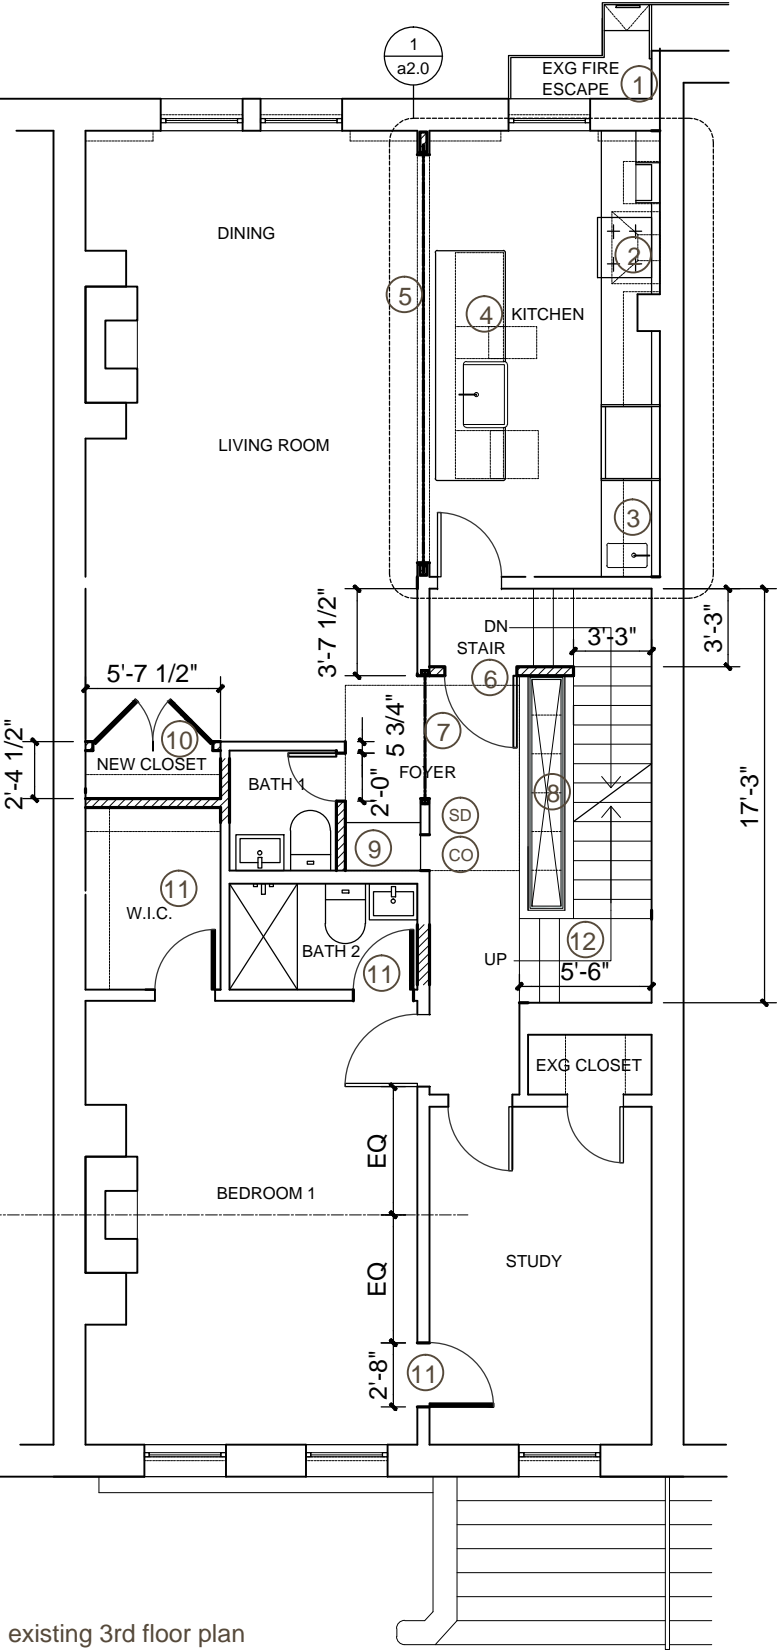 1
a2.0
EXG FIRE
ESCAPE
1
DINING
2
5
4
KITCHEN
LIVING ROOM
3
3'-7 1/2"
DN
STAIR
3'-3"
3'-3"
6
5'-7 1/2"
2'-4 1/2"
10
NEW CLOSET
5 3/4"
7
BATH 1
2'-0"
FOYER
8
17'-3"
SD
9
CO
11
W.I.C.
BATH 2
11
12
UP
5'-6"
EXG CLOSET
EQ
BEDROOM 1
EQ
STUDY
2'-8"
11
existing 3rd floor plan